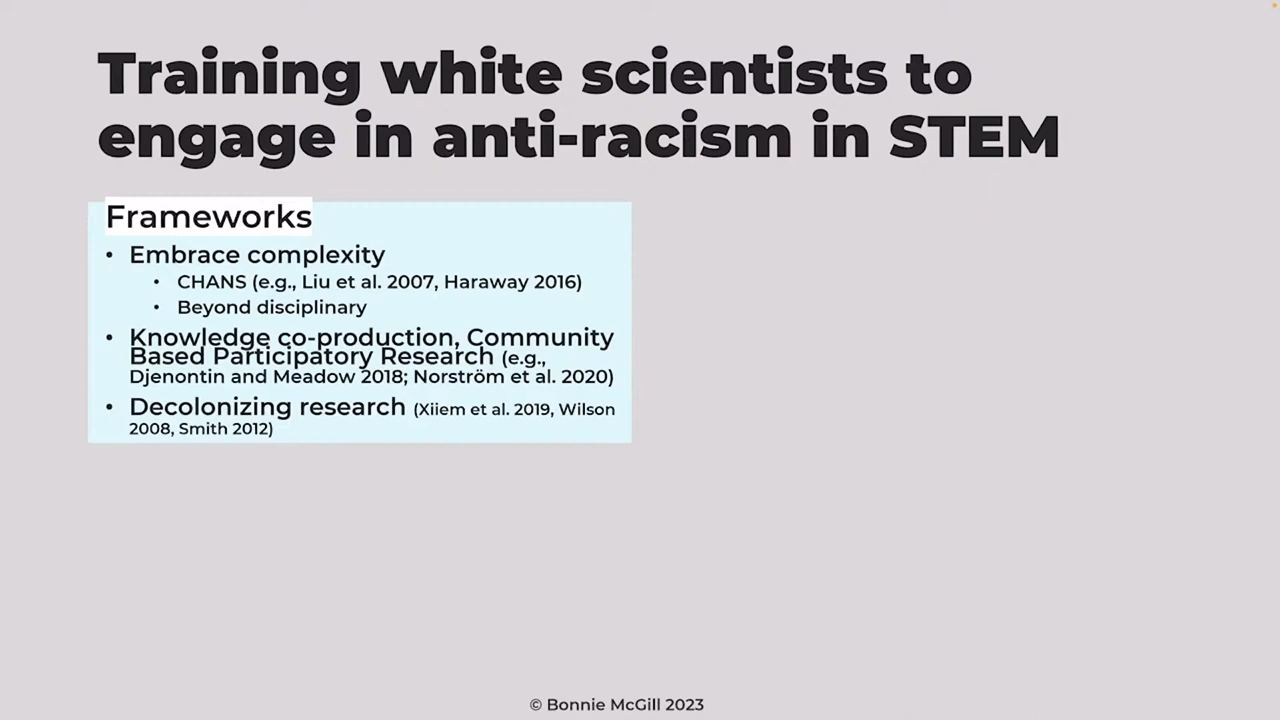 Training white scientists to
engage in anti-racism in STEM
Frameworks
• Embrace complexity
• CHANS (e.g., Liu et al. 2007, Haraway 2016)
• Beyond disciplinary
• Knowledge co-production, Community
Based Participatory Research (e.g.,
Djenontin and Meadow 2018; Norström et al. 2020)
• Decolonizing research (Xiiem et al. 2019, Wilson
2008, Smith 2012)
© Bonnie McGill 2023